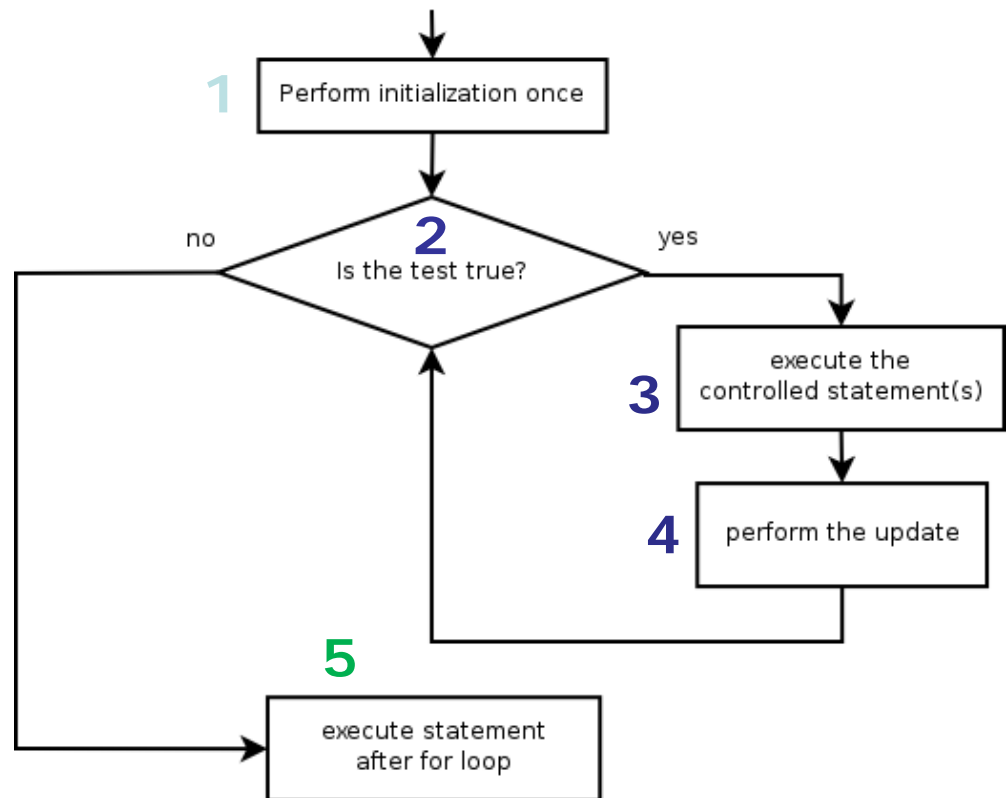 1
Perform initialization once
2
no
yes
Is the test true?
3
execute the
controlled statement(s)
4
perform the update
5
execute statement
after for loop